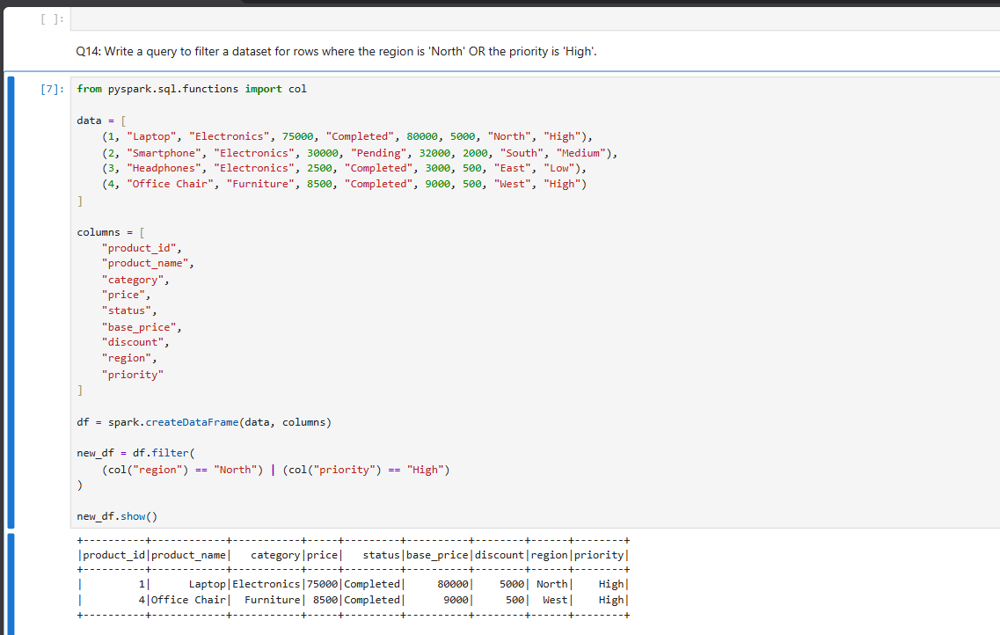 [ ]:
Q14: Write a query to filter a dataset for rows where the region is 'North' OR the priority is 'High'.
[7]: from pyspark.sql.functions import col
data = [
    (1, "Laptop", "Electronics", 75000, "Completed", 80000, 5000, "North", "High"),
    (2, "Smartphone", "Electronics", 30000, "Pending", 32000, 2000, "South", "Medium"),
    (3, "Headphones", "Electronics", 2500, "Completed", 3000, 500, "East", "Low"),
    (4, "Office Chair", "Furniture", 8500, "Completed", 9000, 500, "West", "High")
]
columns = [
    "product_id",
    "product_name",
    "category",
    "price",
    "status",
    "base_price",
    "discount",
    "region",
    "priority"
]
df = spark.createDataFrame(data, columns)
new_df = df.filter(
    (col("region") == "North") | (col("priority") == "High")
)
new_df.show()
+----------+------------+-----------+-----+---------+----------+--------+------+--------+
|product_id|product_name|   category|price|   status|base_price|discount|region|priority|
+----------+------------+-----------+-----+---------+----------+--------+------+--------+
|         1|      Laptop|Electronics|75000|Completed|     80000|    5000| North|    High|
|         4|Office Chair|  Furniture| 8500|Completed|      9000|     500|  West|    High|
+----------+------------+-----------+-----+---------+----------+--------+------+--------+